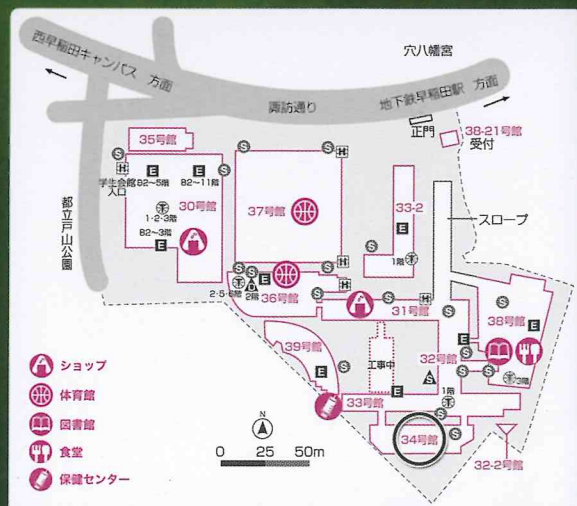 西早稲田キャンパス 方面
穴八幡宮
諏訪通り
地下鉄早稲田駅 方面
正門
38-21号館
受付
35号館
学生会館
入口
B2〜5階
B2〜11階
1・2・3階
30号館
B2〜3階
都立戸山公園
37号館
33-2
スロープ
1階
2・5・6階
2階
36号館
31号館
38号館
39号館
工事中
32号館
3階
1階
33号館
34号館
32-2号館
ショップ
体育館
図書館
食堂
保健センター
N
0 25 50m